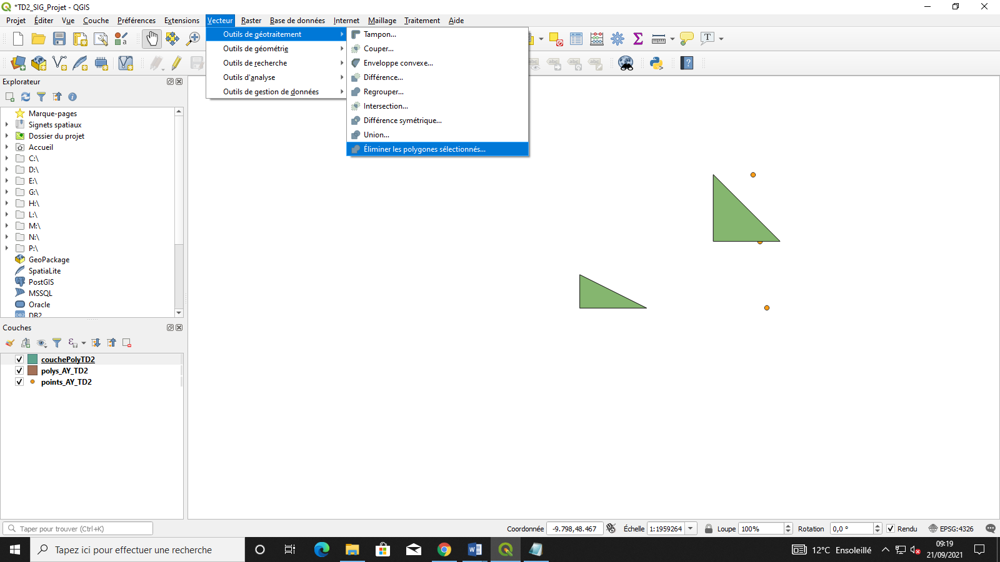 *TD2_SIG_Projet - QGIS
Projet Éditer Vue Couche Préférences Extensions Vecteur Raster Base de données Internet Maillage Traitement Aide
Outils de géotraitement
Outils de géométrie
Outils de recherche
Outils d'analyse
Outils de gestion de données
Tampon...
Couper...
Enveloppe convexe...
Différence...
Regrouper...
Intersection...
Différence symétrique...
Union...
Éliminer les polygones sélectionnés...
Explorateur
Marque-pages
Signets spatiaux
Dossier du projet
Accueil
C:\
D:\
E:\
G:\
H:\
L:\
M:\
N:\
P:\
GeoPackage
SpatiaLite
PostGIS
MSSQL
Oracle
DB2
Couches
couchePolyTD2
polys_AY_TD2
points_AY_TD2
Taper pour trouver (Ctrl+K)
Coordonnée -9.798,48.467 Échelle 1:1959264 Loupe 100% Rotation 0,0 ° Rendu EPSG:4326
Tapez ici pour effectuer une recherche
12°C Ensoleillé
09:19
21/09/2021